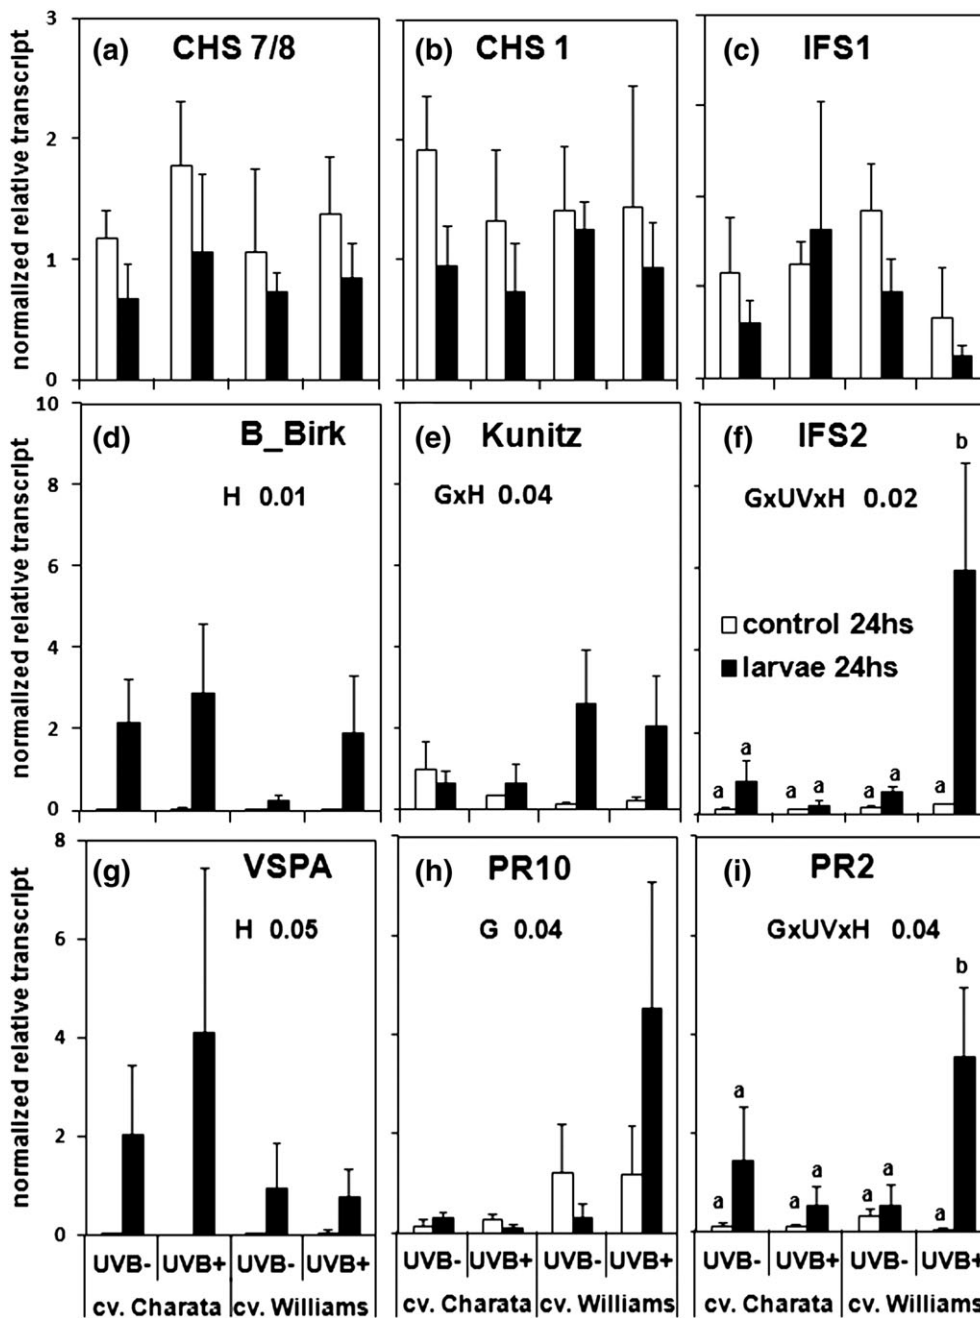 (a) CHS 7/8
(b) CHS 1
(c) IFS1
normalized relative transcript
3
2
1
0
(d) B_Birk
H 0.01
(e) Kunitz
GxH 0.04
(f) IFS2
GxUVxH 0.02
control 24hs
larvae 24hs
a a a a a a a b
normalized relative transcript
10
8
6
4
2
0
(g) VSPA
H 0.05
(h) PR10
G 0.04
(i) PR2
GxUVxH 0.04
a a a a a a a b
normalized relative transcript
8
6
4
2
0
UVB- UVB+ UVB- UVB+
cv. Charata cv. Williams
UVB- UVB+ UVB- UVB+
cv. Charata cv. Williams
UVB- UVB+ UVB- UVB+
cv. Charata cv. Williams